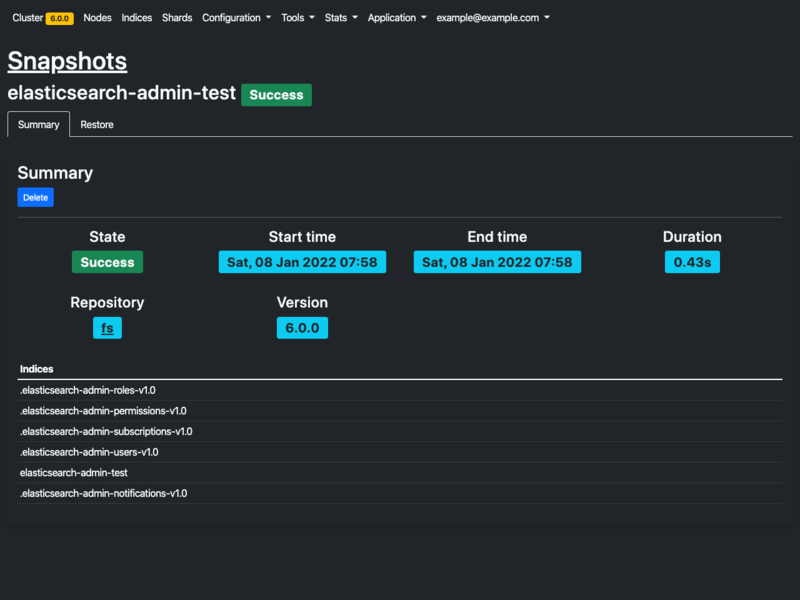 Cluster 6.0.0 Nodes Indices Shards Configuration Tools Stats Application example@example.com
Snapshots
elasticsearch-admin-test Success
Summary Restore
Summary
Delete
State Start time End time Duration
Success Sat, 08 Jan 2022 07:58 Sat, 08 Jan 2022 07:58 0.43s
Repository Version
fs 6.0.0
Indices
.elasticsearch-admin-roles-v1.0
.elasticsearch-admin-permissions-v1.0
.elasticsearch-admin-subscriptions-v1.0
.elasticsearch-admin-users-v1.0
elasticsearch-admin-test
.elasticsearch-admin-notifications-v1.0